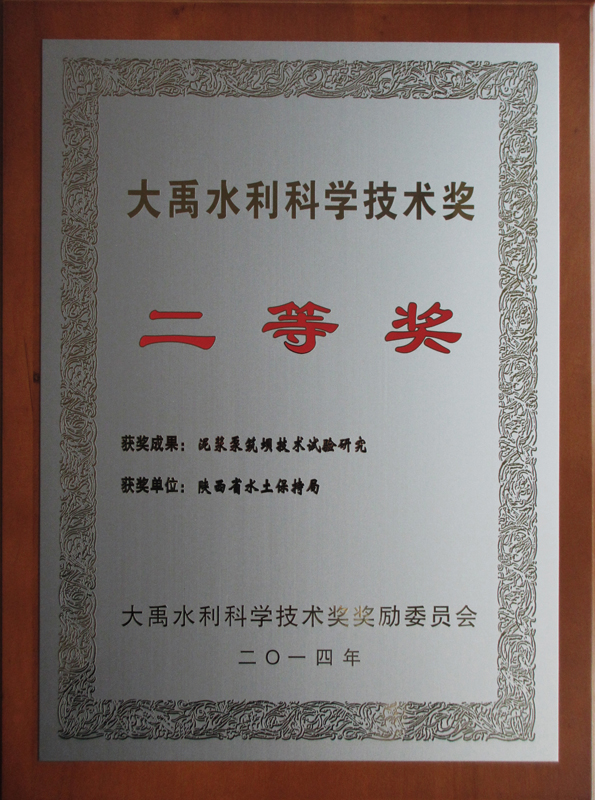 大禹水利科学技术奖
二等奖
获奖成果：泥浆泵筑坝技术试验研究
获奖单位：陕西省水土保持局
大禹水利科学技术奖奖励委员会
二〇一四年